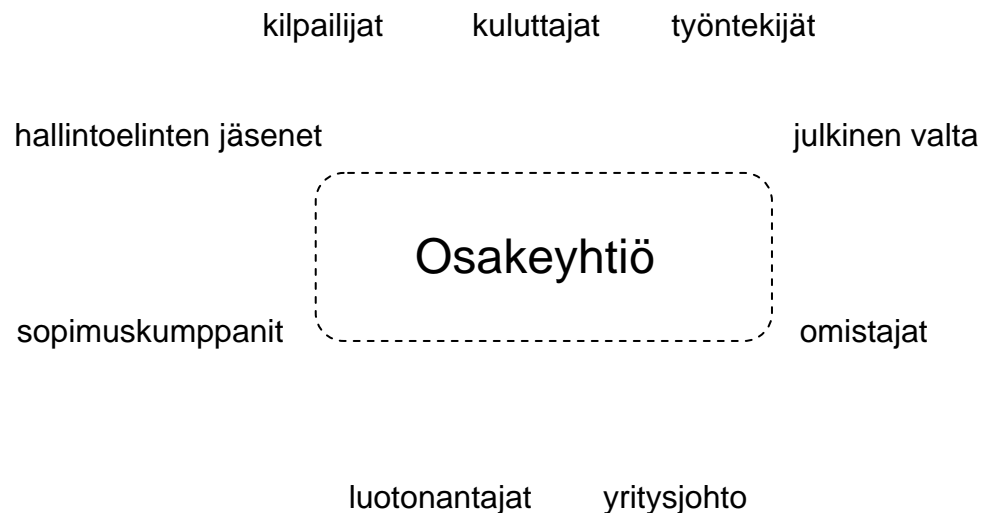 kilpailijat kuluttajat työntekijät
hallintoelinten jäsenet julkinen valta
Osakeyhtiö
sopimuskumppanit omistajat
luotonantajat yritysjohto